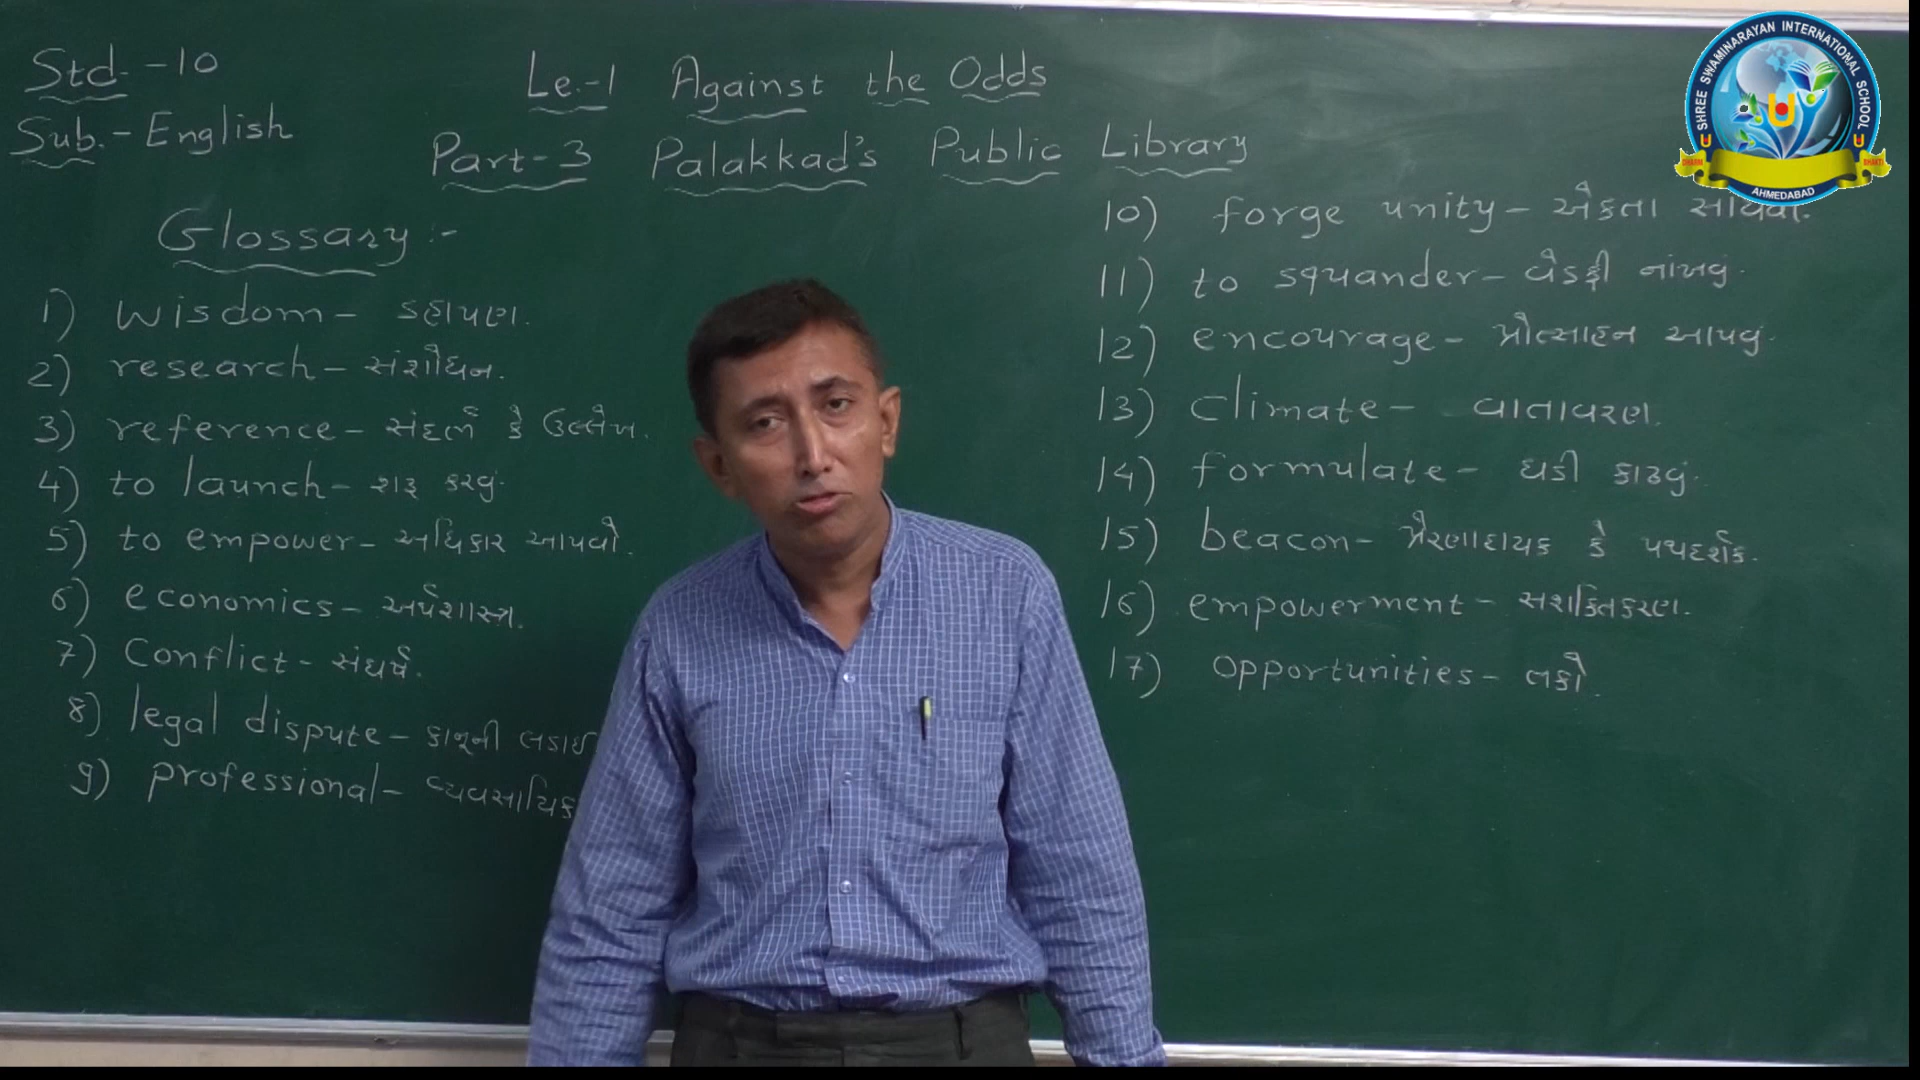 Std. - 10
Sub. - English
Le.-1 Against the Odds
Part-3 Palakkad's Public Library
Glossary :-
1) Wisdom - ડહાપણ.
2) research - સંશોધન.
3) reference - સંદર્ભ કે ઉલ્લેખ.
4) to launch - શરૂ કરવું.
5) to empower - અધિકાર આપવો.
6) economics - અર્થશાસ્ત્ર.
7) Conflict - સંઘર્ષ.
8) legal dispute - કાનૂની લડાઈ
9) professional - વ્યવસાયિક
10) forge unity - એકતા સાધવી.
11) to squander - વેડફી નાંખવું.
12) encourage - પ્રોત્સાહન આપવું.
13) Climate - વાતાવરણ.
14) formulate - ઘડી કાઢવું.
15) beacon - પ્રેરણાદાયક કે પથદર્શક.
16) empowerment - સશક્તિકરણ.
17) Opportunities - તકો.
SHREE SWAMINARAYAN INTERNATIONAL SCHOOL
DHARM BHAKTI
AHMEDABAD